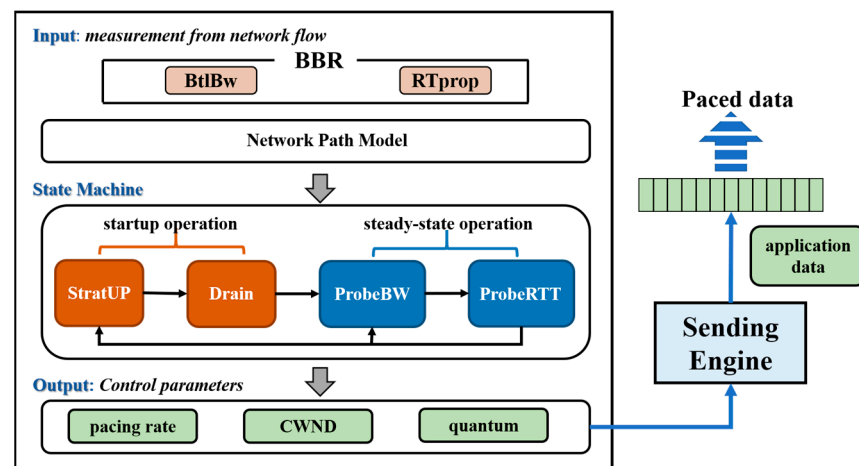 Input: measurement from network flow
BBR
BtlBw
RTprop
Network Path Model
State Machine
startup operation
steady-state operation
StratUP
Drain
ProbeBW
ProbeRTT
Output: Control parameters
pacing rate
CWND
quantum
Paced data
application
data
Sending
Engine